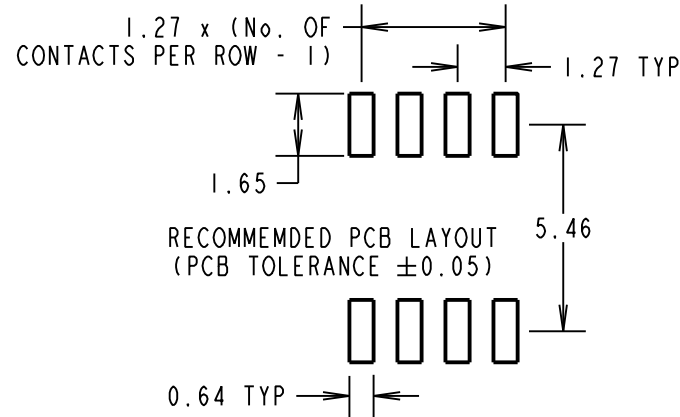 1.27 x (No. OF
CONTACTS PER ROW - 1)
1.27 TYP
1.65
RECOMMEMDED PCB LAYOUT
(PCB TOLERANCE ±0.05)
5.46
0.64 TYP